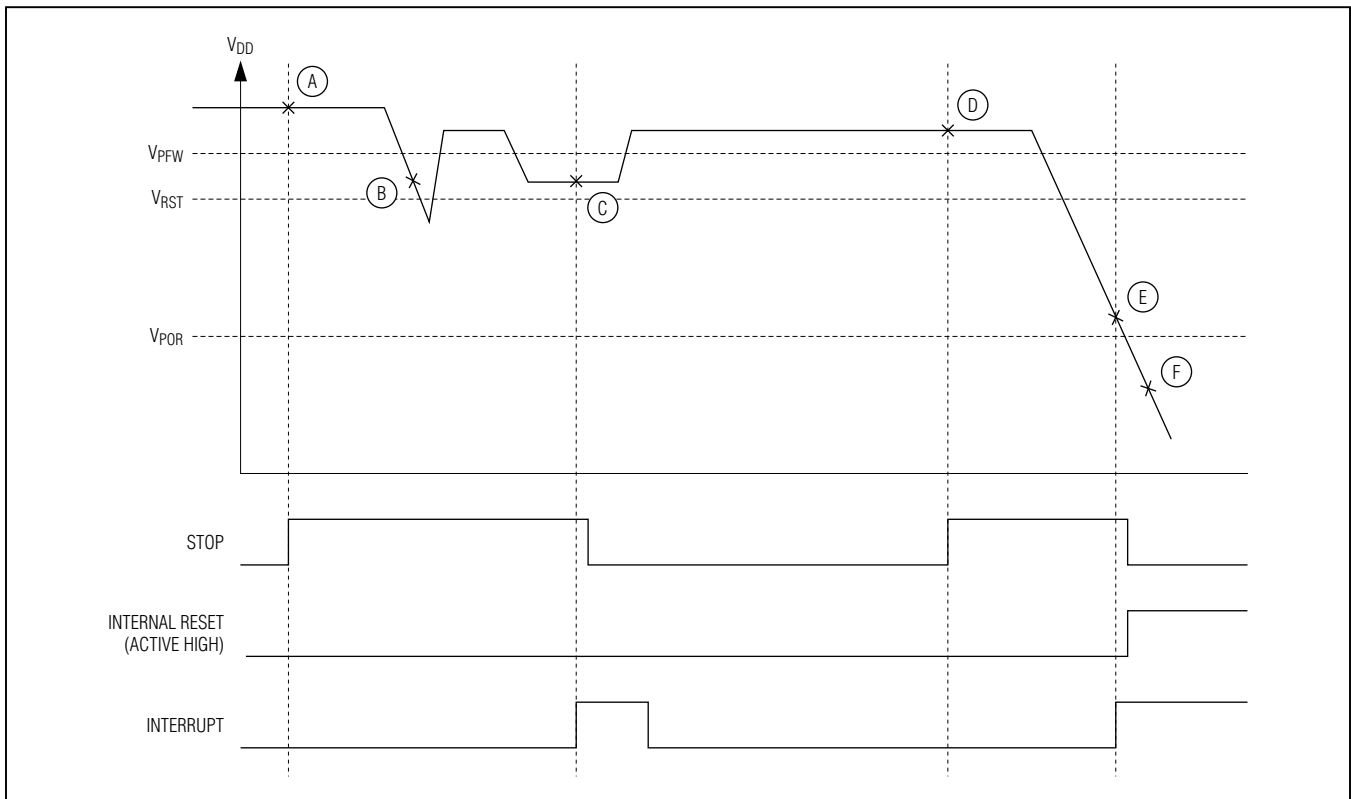 VDD
A
D
VPFW
B
VRST
C
E
VPOR
F
STOP
INTERNAL RESET
(ACTIVE HIGH)
INTERRUPT